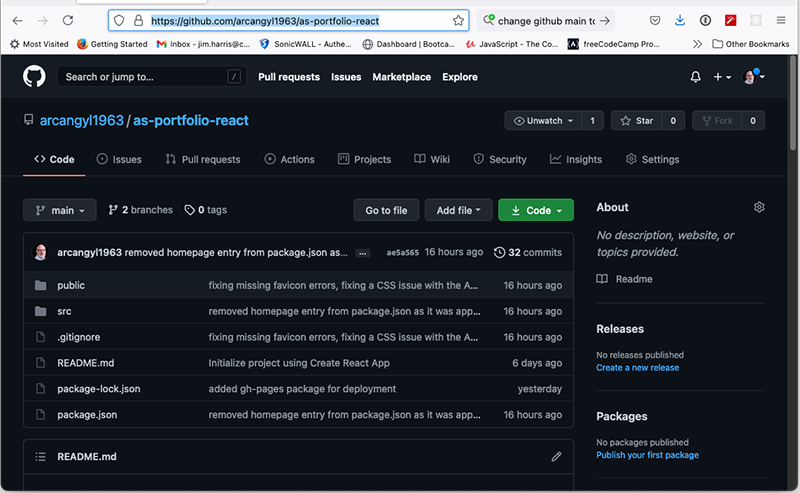 https://github.com/arcangyl1963/as-portfolio-react
change github main to
Most Visited Getting Started Inbox - jim.harris@c... SonicWALL - Authe... Dashboard | Bootca... JavaScript - The Co... freeCodeCamp Pro... Other Bookmarks
Search or jump to... / Pull requests Issues Marketplace Explore
arcangyl1963 / as-portfolio-react Unwatch 1 Star 0 Fork 0
Code Issues Pull requests Actions Projects Wiki Security Insights Settings
main 2 branches 0 tags Go to file Add file Code
arcangyl1963 removed homepage entry from package.json as... ... ae5a565 16 hours ago 32 commits
public fixing missing favicon errors, fixing a CSS issue with the A... 16 hours ago
src removed homepage entry from package.json as it was app... 16 hours ago
.gitignore fixing missing favicon errors, fixing a CSS issue with the A... 16 hours ago
README.md Initialize project using Create React App 6 days ago
package-lock.json added gh-pages package for deployment yesterday
package.json removed homepage entry from package.json as it was app... 16 hours ago
README.md
About
No description, website, or
topics provided.
Readme
Releases
No releases published
Create a new release
Packages
No packages published
Publish your first package